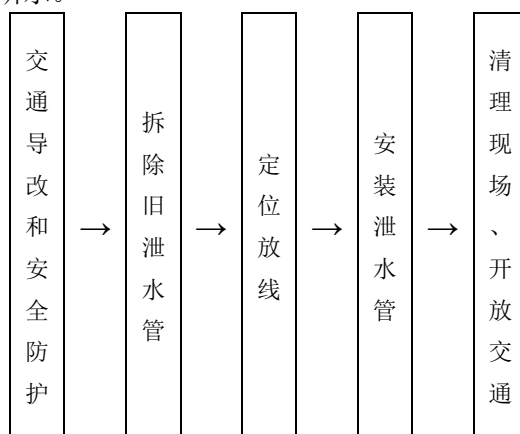 交通导改和安全防护
→
拆除旧泄水管
→
定位放线
→
安装泄水管
→
清理现场、开放交通